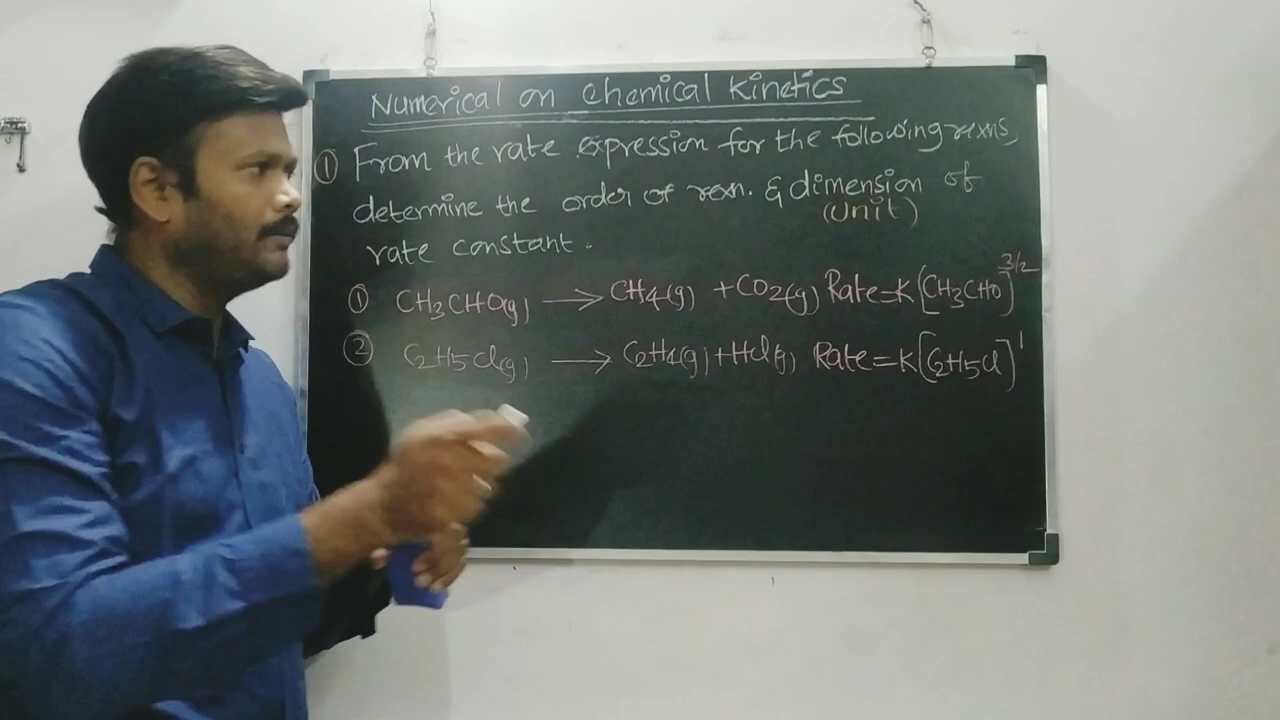 Numerical on chemical kinetics
① From the rate expression for the following rexns,
determine the order of rexn. & dimension of
(unit)
rate constant.
① CH3CHO(g) → CH4(g) + CO2(g) Rate=K[CH3CHO]^3/2
② C2H5Cl(g) → C2H4(g)+HCl(g) Rate=K[C2H5Cl]^1